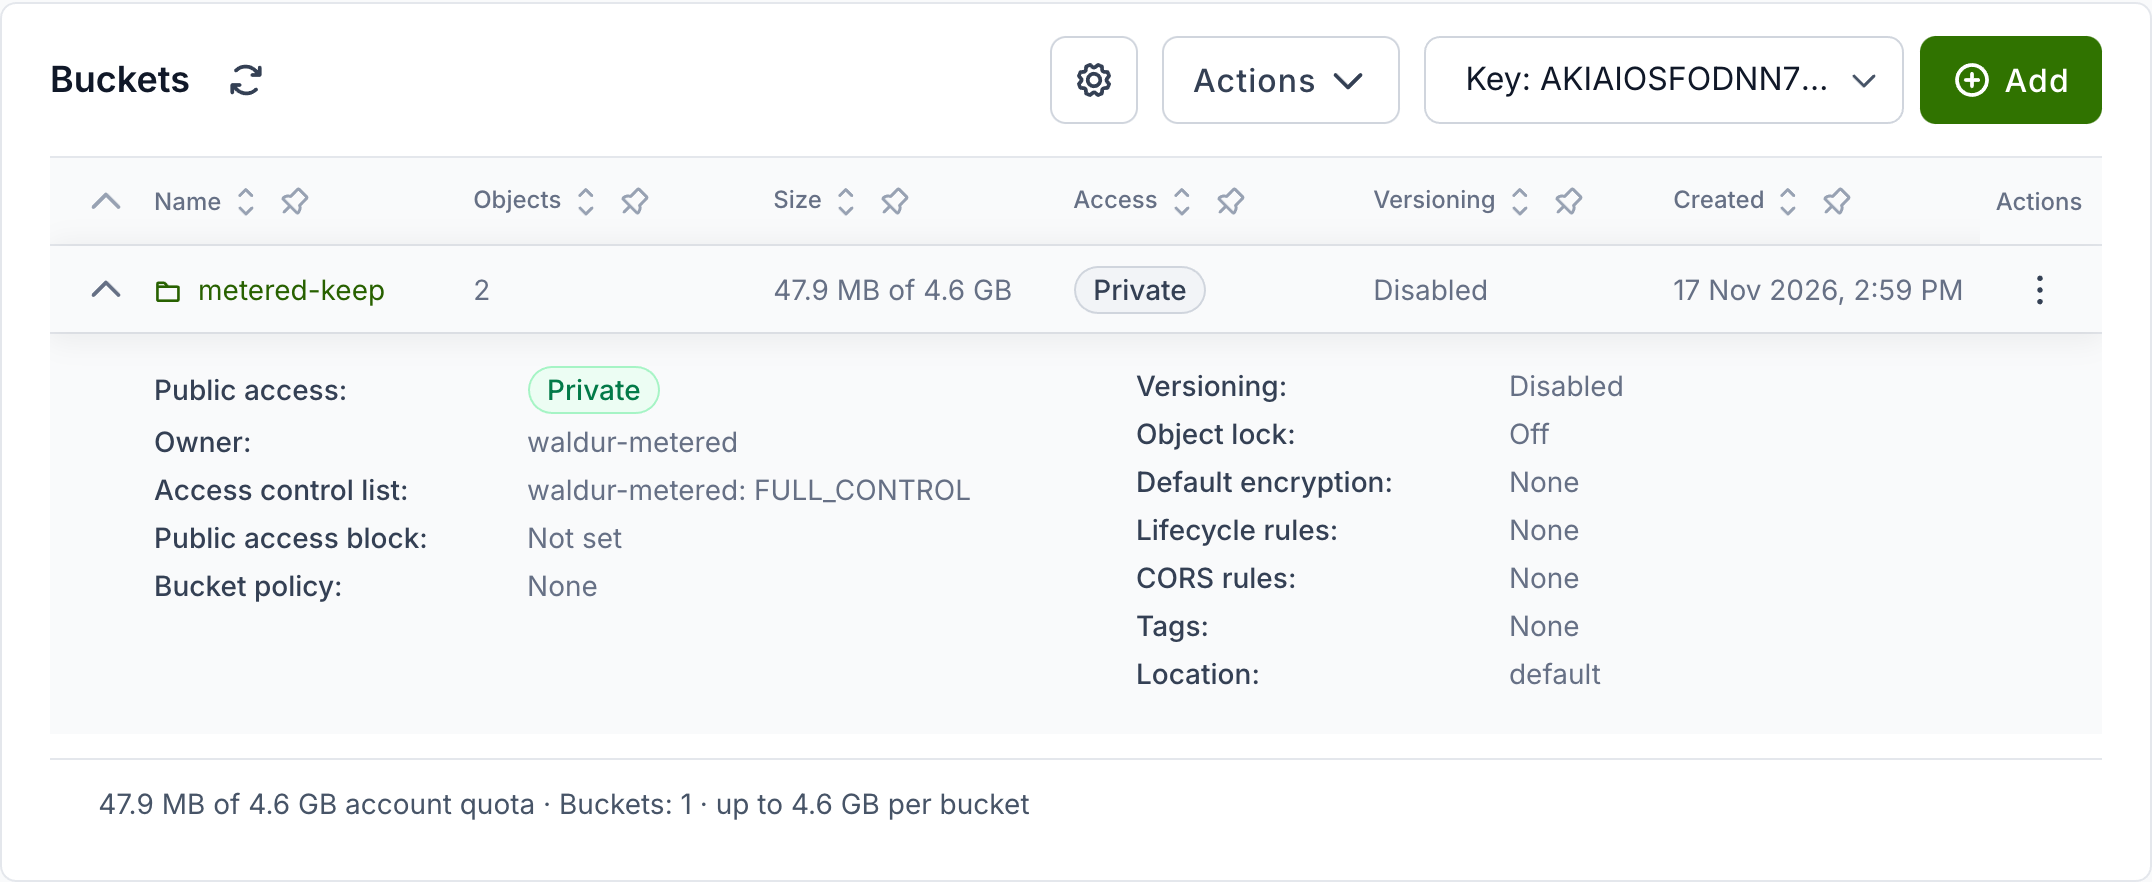 Buckets
Actions
Key: AKIAIOSFODNN7...
Add
Name Objects Size Access Versioning Created Actions
metered-keep 2 47.9 MB of 4.6 GB Private Disabled 17 Nov 2026, 2:59 PM
Public access: Private
Owner: waldur-metered
Access control list: waldur-metered: FULL_CONTROL
Public access block: Not set
Bucket policy: None
Versioning: Disabled
Object lock: Off
Default encryption: None
Lifecycle rules: None
CORS rules: None
Tags: None
Location: default
47.9 MB of 4.6 GB account quota · Buckets: 1 · up to 4.6 GB per bucket